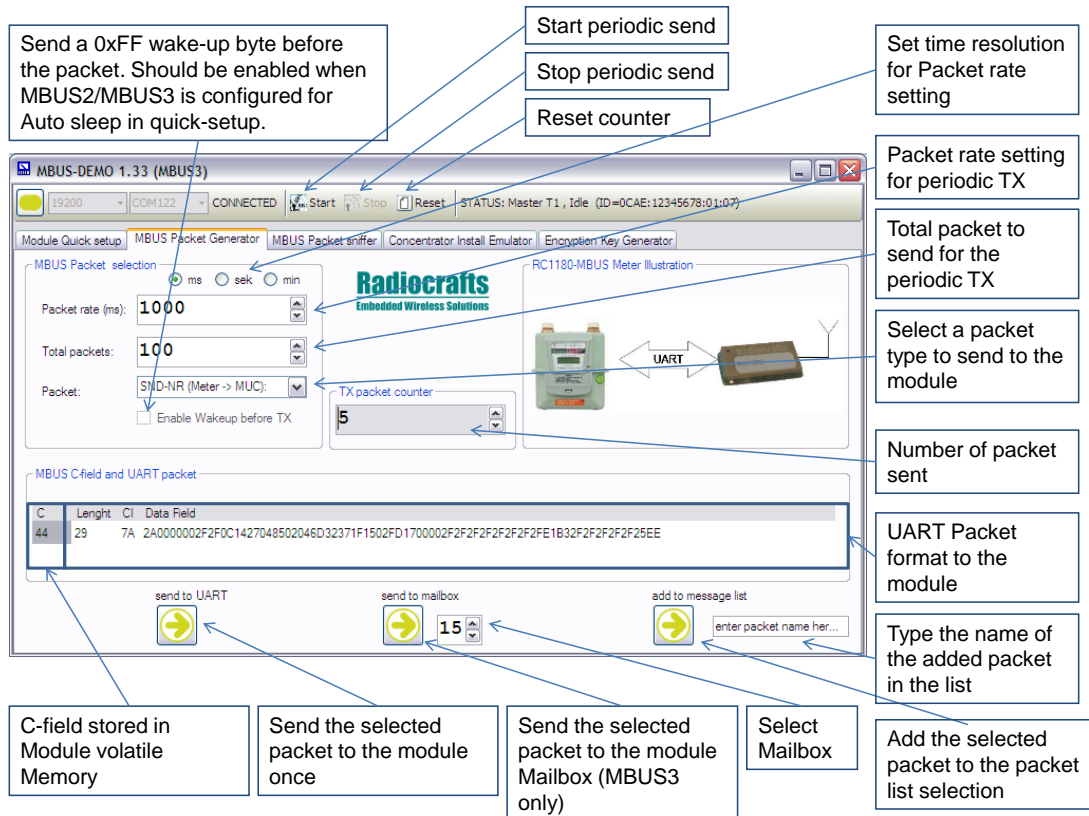 Send a 0xFF wake-up byte before
the packet. Should be enabled when
MBUS2/MBUS3 is configured for
Auto sleep in quick-setup.
Start periodic send
Stop periodic send
Reset counter
Set time resolution
for Packet rate
setting
Packet rate setting
for periodic TX
Total packet to
send for the
periodic TX
Select a packet
type to send to the
module
Number of packet
sent
UART Packet
format to the
module
Type the name of
the added packet
in the list
Add the selected
packet to the packet
list selection
MBUS-DEMO 1.33 (MBUS3)
19200 COM122 CONNECTED Start Stop Reset STATUS: Master T1 , Idle (ID=0CAE:12345678:01:07)
Module Quick setup MBUS Packet Generator MBUS Packet sniffer Concentrator Install Emulator Encryption Key Generator
MBUS Packet selection
ms sek min
Packet rate (ms): 1000
Total packets: 100
Packet: SND-NR (Meter -> MUC):
Enable Wakeup before TX
Radiocrafts
Embedded Wireless Solutions
TX packet counter
5
RC1180-MBUS Meter Illustration
UART
MBUS C-field and UART packet
C Lenght CI Data Field
44 29 7A 2A0000002F2F0C1427048502046D32371F1502FD1700002F2F2F2F2F2F2F2FE1B32F2F2F2F2F25EE
send to UART
send to mailbox
15
add to message list
enter packet name her...
C-field stored in
Module volatile
Memory
Send the selected
packet to the module
once
Send the selected
packet to the module
Mailbox (MBUS3
only)
Select
Mailbox